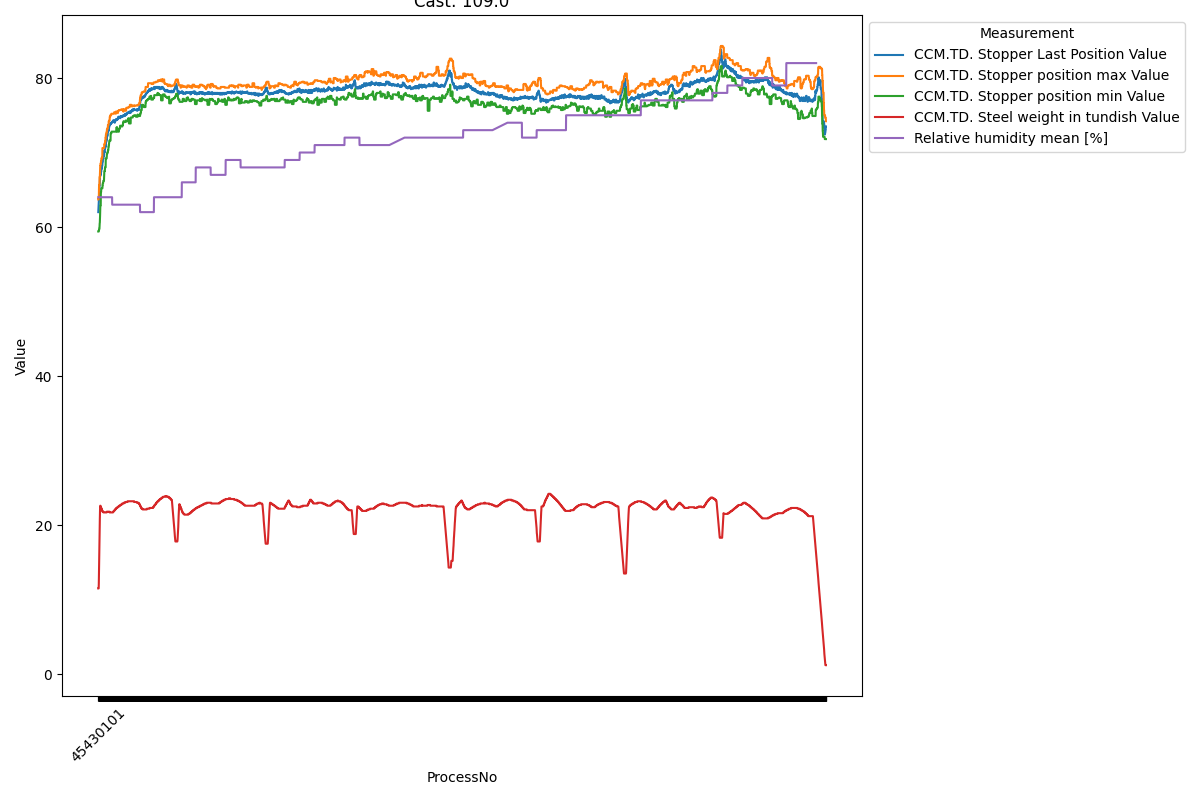 Cast: 109.0
Measurement
CCM.TD. Stopper Last Position Value
CCM.TD. Stopper position max Value
CCM.TD. Stopper position min Value
CCM.TD. Steel weight in tundish Value
Relative humidity mean [%]
80
60
40
20
0
Value
45430101
ProcessNo